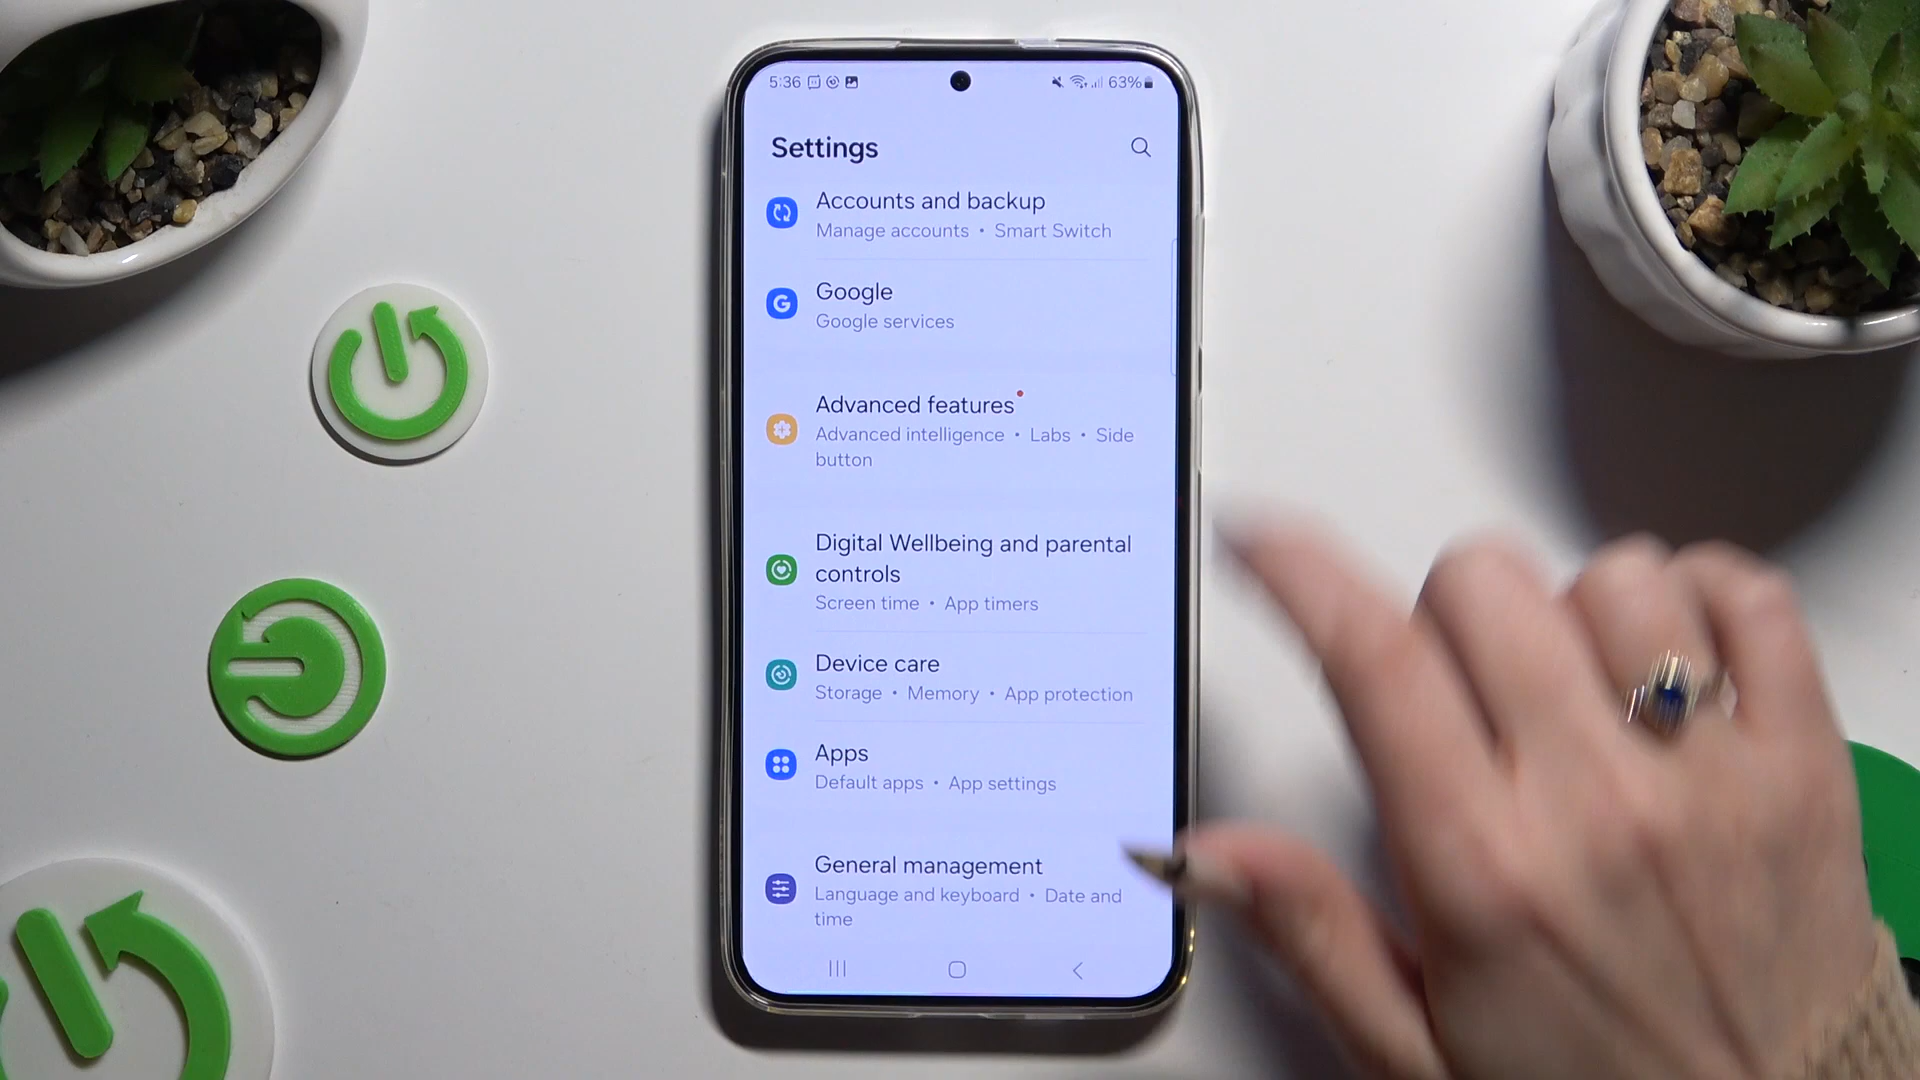 5:36 63%
Settings
Accounts and backup
Manage accounts • Smart Switch
Google
Google services
Advanced features
Advanced intelligence • Labs • Side
button
Digital Wellbeing and parental
controls
Screen time • App timers
Device care
Storage • Memory • App protection
Apps
Default apps • App settings
General management
Language and keyboard • Date and
time